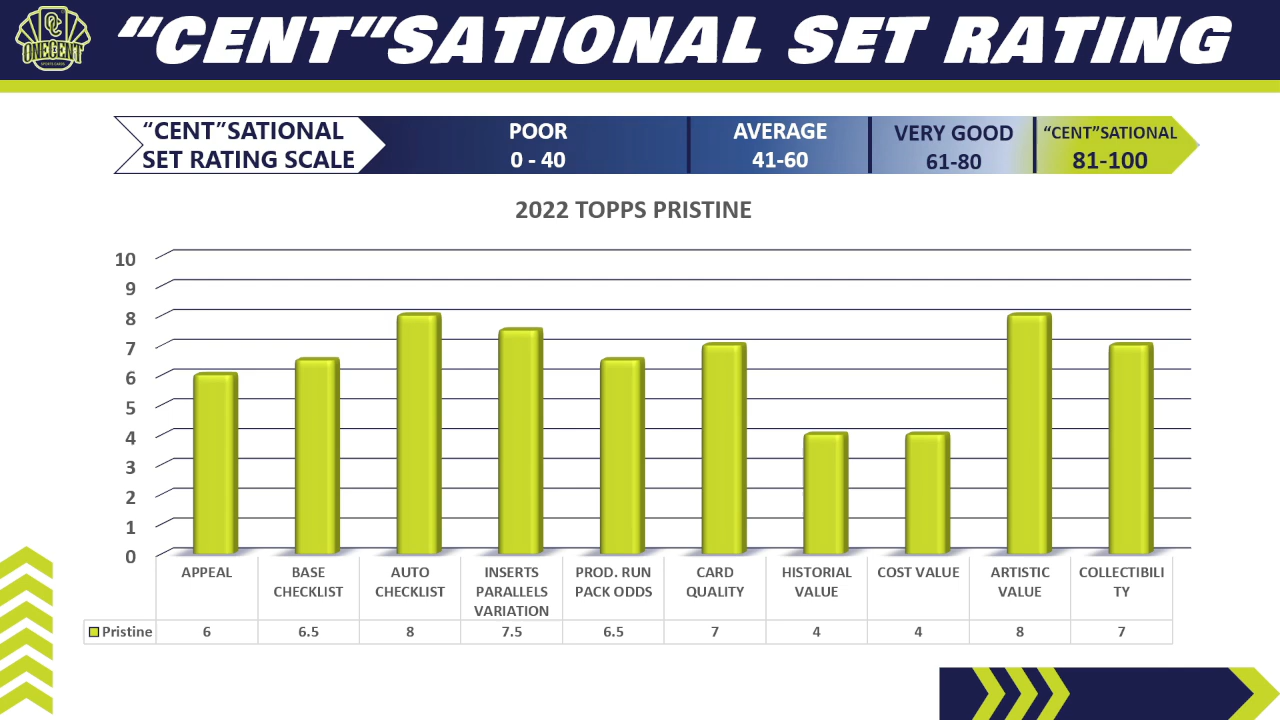 OC
ONECENT
SPORTS CARDS
“CENT”SATIONAL SET RATING
“CENT”SATIONAL
SET RATING SCALE
POOR
0 - 40
AVERAGE
41-60
VERY GOOD
61-80
“CENT”SATIONAL
81-100
2022 TOPPS PRISTINE
10
9
8
7
6
5
4
3
2
1
0
APPEAL
BASE
CHECKLIST
AUTO
CHECKLIST
INSERTS
PARALLELS
VARIATION
PROD. RUN
PACK ODDS
CARD
QUALITY
HISTORIAL
VALUE
COST VALUE
ARTISTIC
VALUE
COLLECTIBILI
TY
Pristine 6 6.5 8 7.5 6.5 7 4 4 8 7